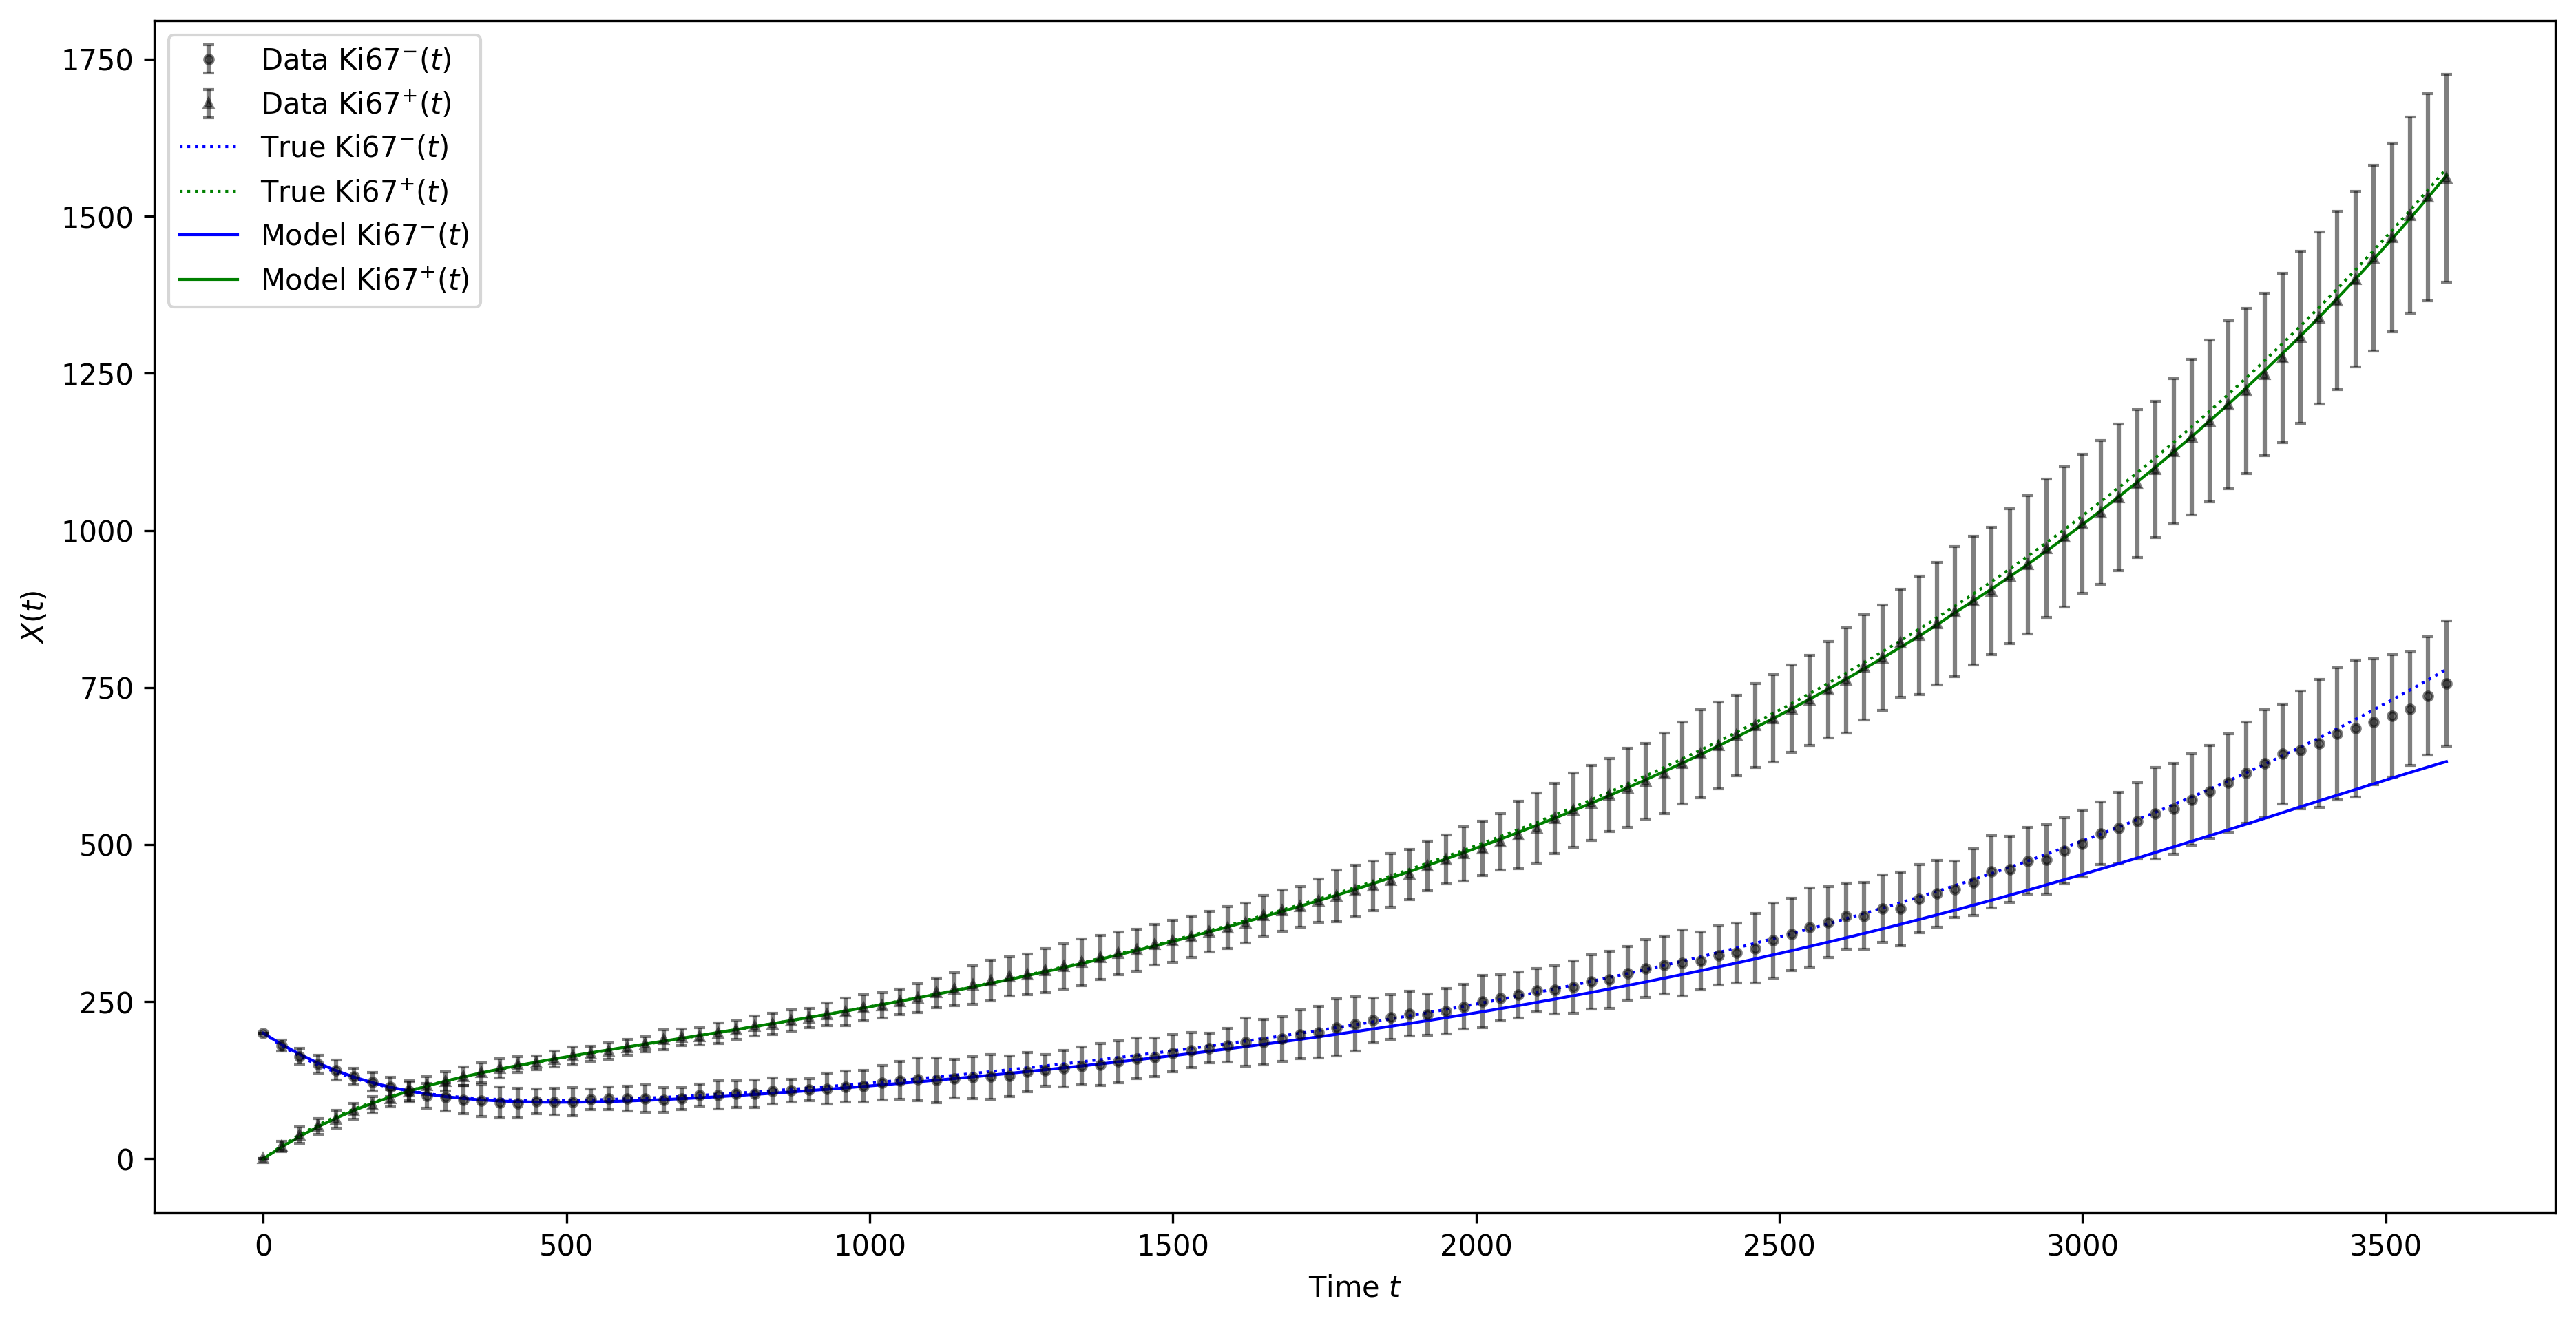 Data Ki67⁻(t)
Data Ki67⁺(t)
True Ki67⁻(t)
True Ki67⁺(t)
Model Ki67⁻(t)
Model Ki67⁺(t)
1750
1500
1250
1000
750
500
250
0
X(t)
0 500 1000 1500 2000 2500 3000 3500
Time t